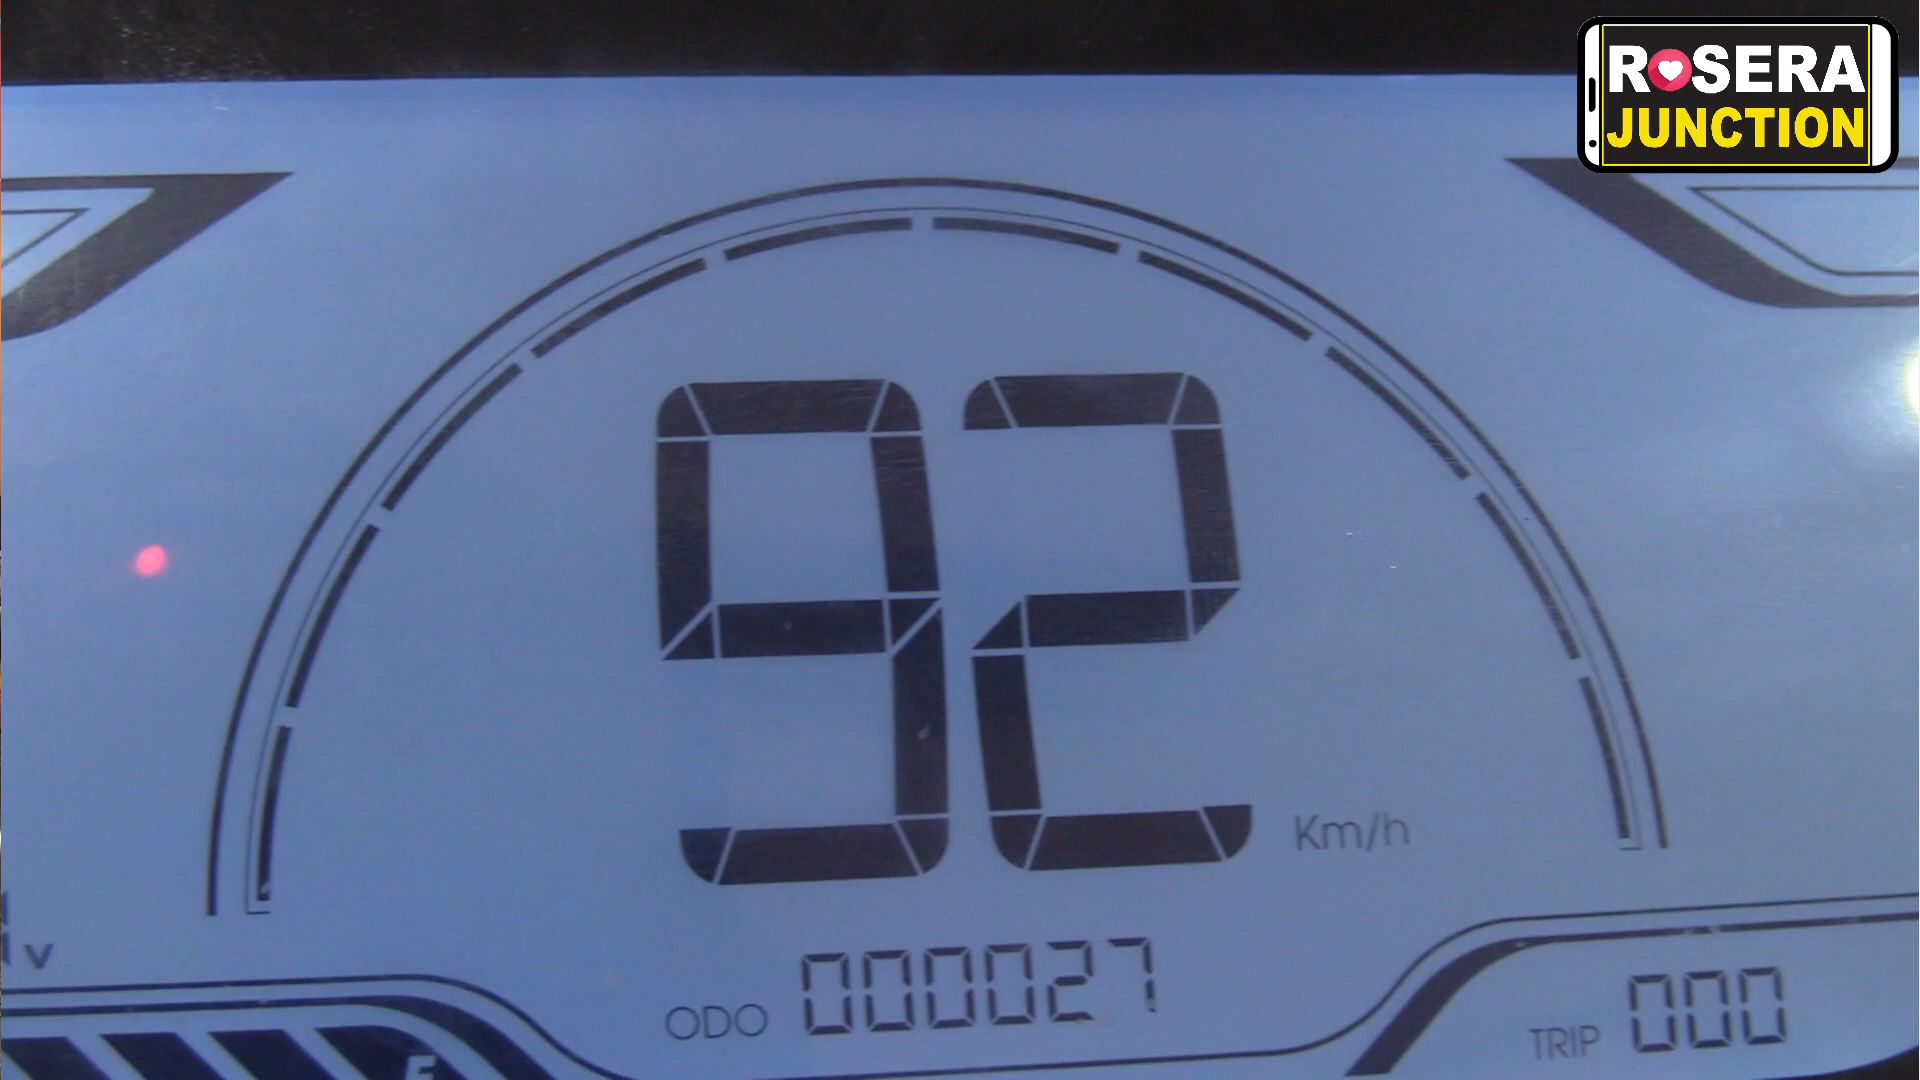 ROSERA
JUNCTION
92
Km/h
V
ODO 000027
TRIP 000